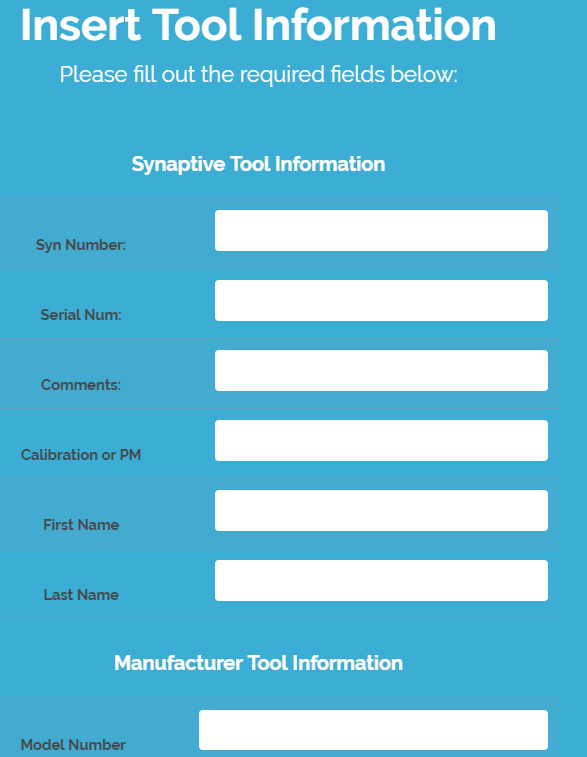 Insert Tool Information
Please fill out the required fields below:
Synaptive Tool Information
Syn Number:
Serial Num:
Comments:
Calibration or PM
First Name
Last Name
Manufacturer Tool Information
Model Number